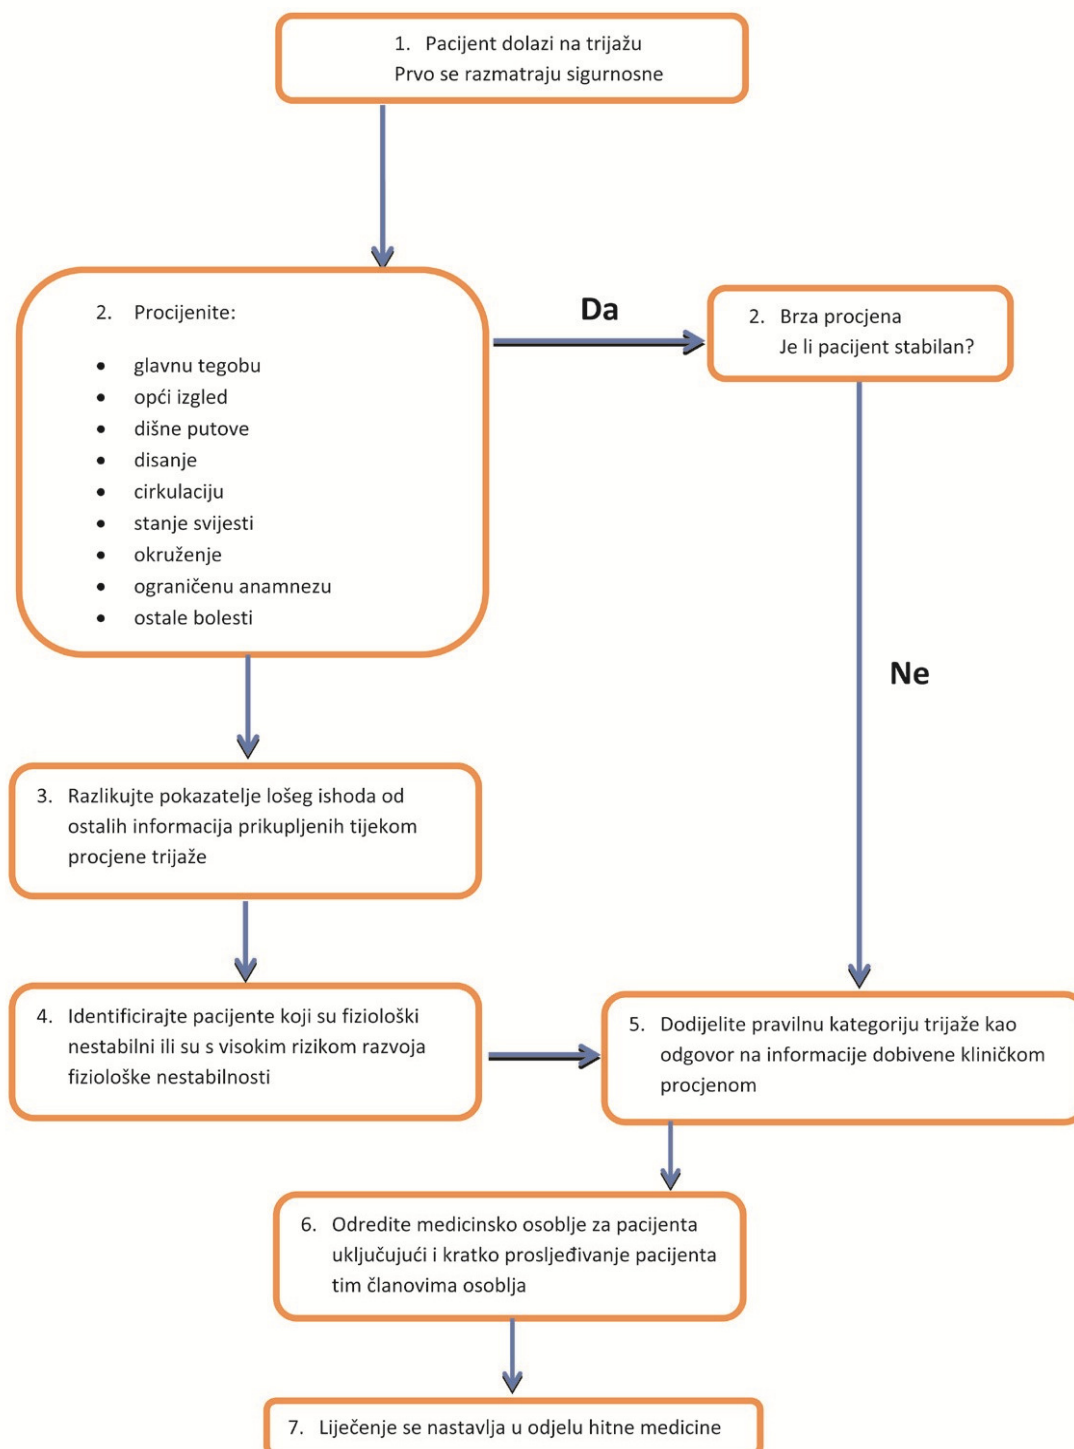 1. Pacijent dolazi na trijažu
Prvo se razmatraju sigurnosne
2. Procijenite:
• glavnu tegobu
• opći izgled
• dišne putove
• disanje
• cirkulaciju
• stanje svijesti
• okruženje
• ograničenu anamnezu
• ostale bolesti
Da
2. Brza procjena
Je li pacijent stabilan?
Ne
3. Razlikujte pokazatelje lošeg ishoda od
ostalih informacija prikupljenih tijekom
procjene trijaže
4. Identificirajte pacijente koji su fiziološki
nestabilni ili su s visokim rizikom razvoja
fiziološke nestabilnosti
5. Dodijelite pravilnu kategoriju trijaže kao
odgovor na informacije dobivene kliničkom
procjenom
6. Odredite medicinsko osoblje za pacijenta
uključujući i kratko prosljeđivanje pacijenta
tim članovima osoblja
7. Liječenje se nastavlja u odjelu hitne medicine